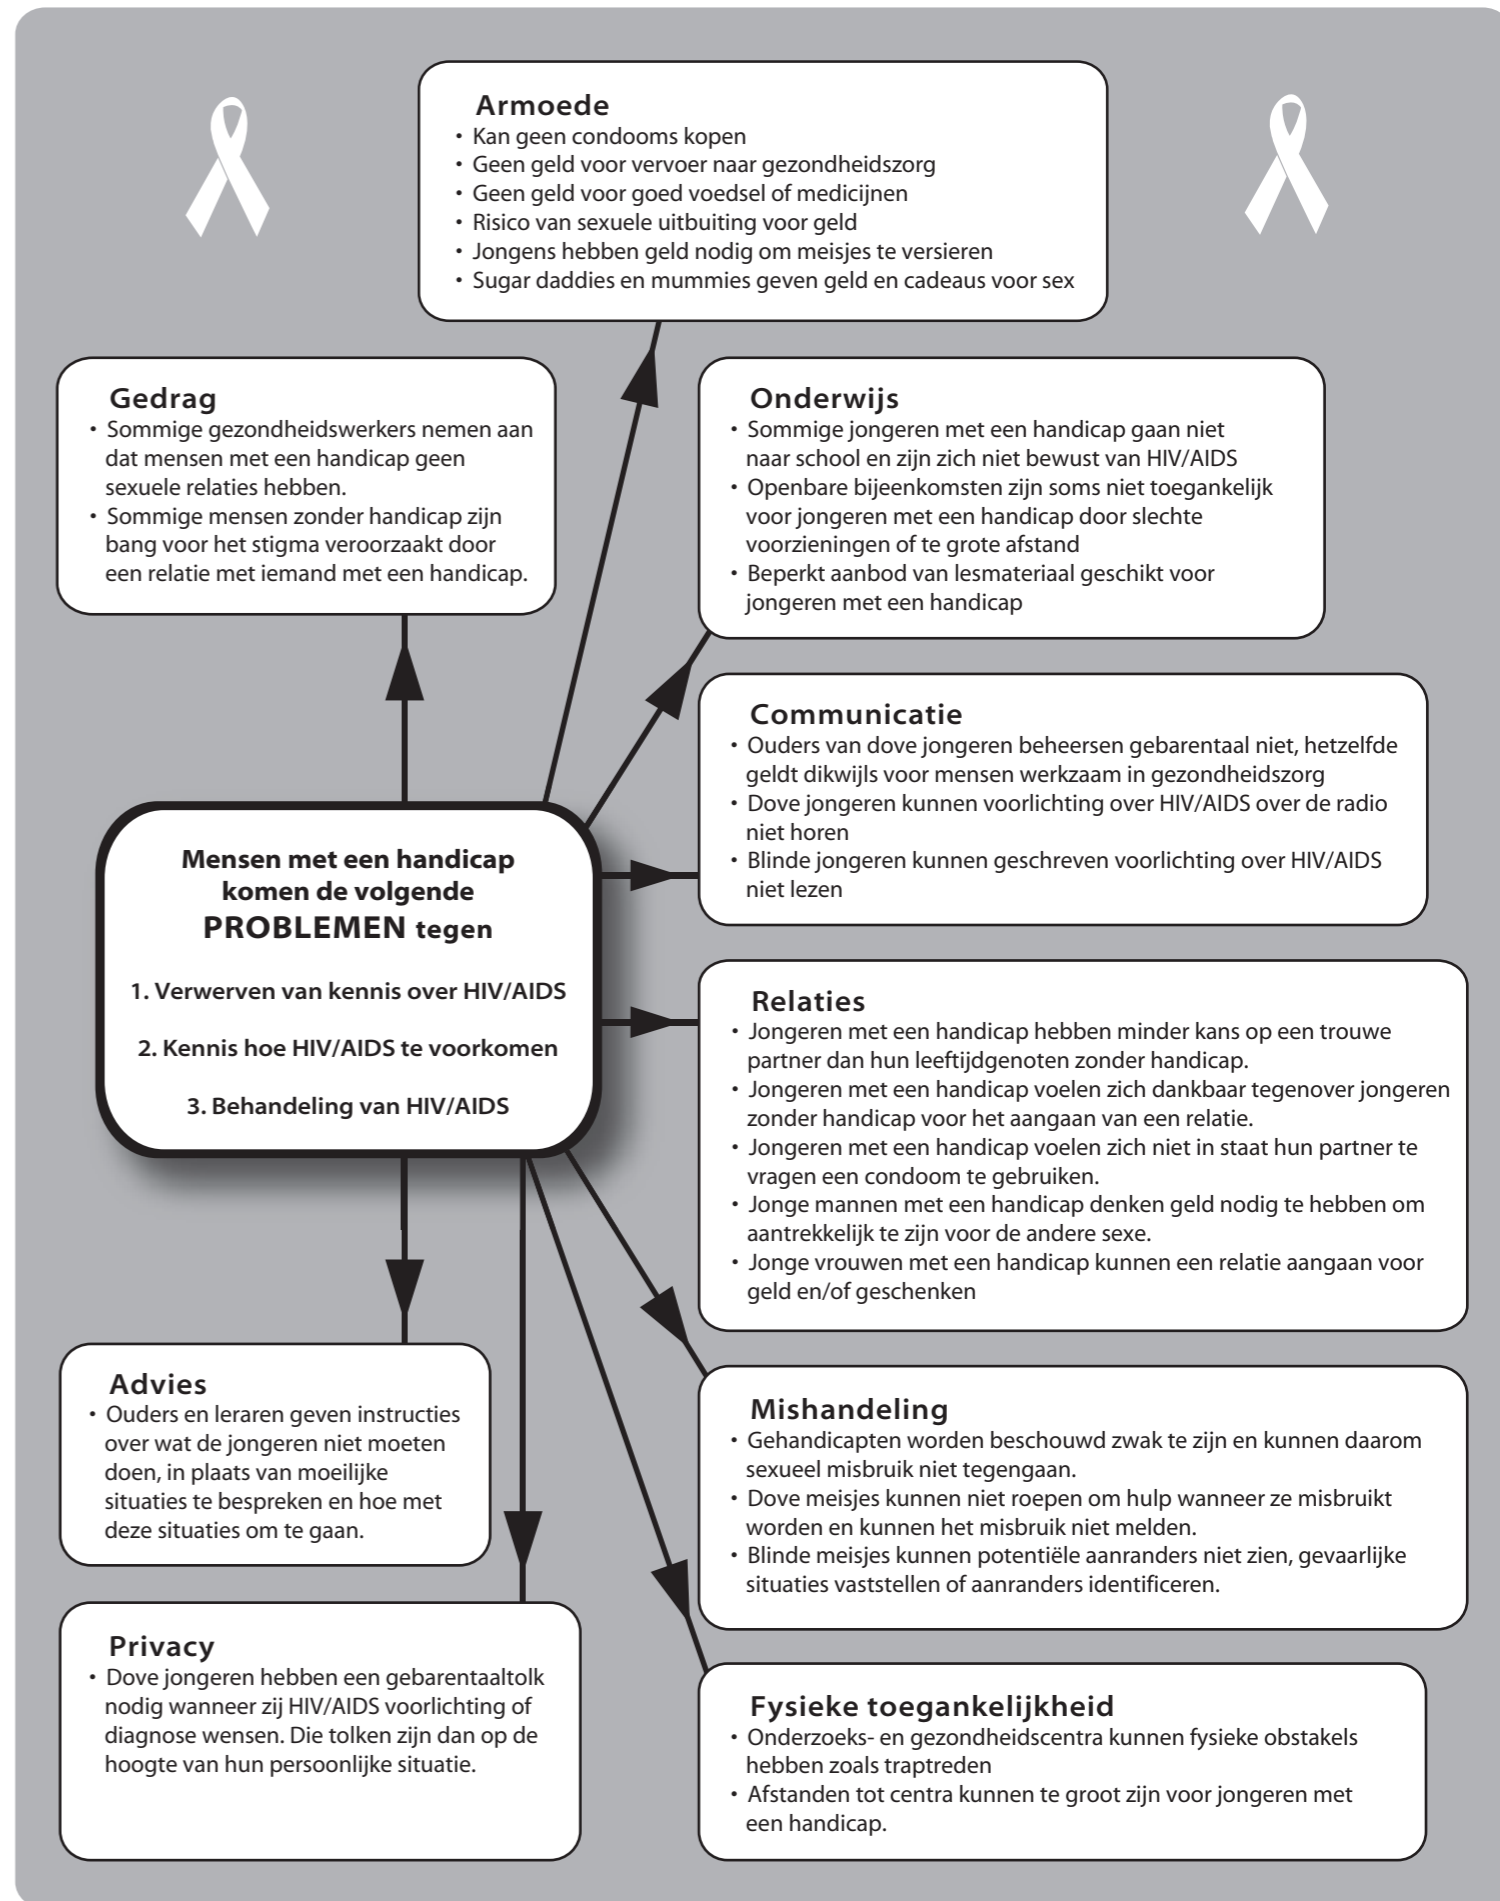 Armoede
• Kan geen condooms kopen
• Geen geld voor vervoer naar gezondheidszorg
• Geen geld voor goed voedsel of medicijnen
• Risico van sexuele uitbuiting voor geld
• Jongens hebben geld nodig om meisjes te versieren
• Sugar daddies en mummies geven geld en cadeaus voor sex
Gedrag
• Sommige gezondheidswerkers nemen aan
dat mensen met een handicap geen
sexuele relaties hebben.
• Sommige mensen zonder handicap zijn
bang voor het stigma veroorzaakt door
een relatie met iemand met een handicap.
Onderwijs
• Sommige jongeren met een handicap gaan niet
naar school en zijn zich niet bewust van HIV/AIDS
• Openbare bijeenkomsten zijn soms niet toegankelijk
voor jongeren met een handicap door slechte
voorzieningen of te grote afstand
• Beperkt aanbod van lesmateriaal geschikt voor
jongeren met een handicap
Communicatie
• Ouders van dove jongeren beheersen gebarentaal niet, hetzelfde
geldt dikwijls voor mensen werkzaam in gezondheidszorg
• Dove jongeren kunnen voorlichting over HIV/AIDS over de radio
niet horen
• Blinde jongeren kunnen geschreven voorlichting over HIV/AIDS
niet lezen
Mensen met een handicap
komen de volgende
PROBLEMEN tegen
1. Verwerven van kennis over HIV/AIDS
2. Kennis hoe HIV/AIDS te voorkomen
3. Behandeling van HIV/AIDS
Relaties
• Jongeren met een handicap hebben minder kans op een trouwe
partner dan hun leeftijdgenoten zonder handicap.
• Jongeren met een handicap voelen zich dankbaar tegenover jongeren
zonder handicap voor het aangaan van een relatie.
• Jongeren met een handicap voelen zich niet in staat hun partner te
vragen een condoom te gebruiken.
• Jonge mannen met een handicap denken geld nodig te hebben om
aantrekkelijk te zijn voor de andere sexe.
• Jonge vrouwen met een handicap kunnen een relatie aangaan voor
geld en/of geschenken
Advies
• Ouders en leraren geven instructies
over wat de jongeren niet moeten
doen, in plaats van moeilijke
situaties te bespreken en hoe met
deze situaties om te gaan.
Mishandeling
• Gehandicapten worden beschouwd zwak te zijn en kunnen daarom
sexueel misbruik niet tegengaan.
• Dove meisjes kunnen niet roepen om hulp wanneer ze misbruikt
worden en kunnen het misbruik niet melden.
• Blinde meisjes kunnen potentiële aanranders niet zien, gevaarlijke
situaties vaststellen of aanranders identificeren.
Privacy
• Dove jongeren hebben een gebarentaaltolk
nodig wanneer zij HIV/AIDS voorlichting of
diagnose wensen. Die tolken zijn dan op de
hoogte van hun persoonlijke situatie.
Fysieke toegankelijkheid
• Onderzoeks- en gezondheidscentra kunnen fysieke obstakels
hebben zoals traptreden
• Afstanden tot centra kunnen te groot zijn voor jongeren met
een handicap.